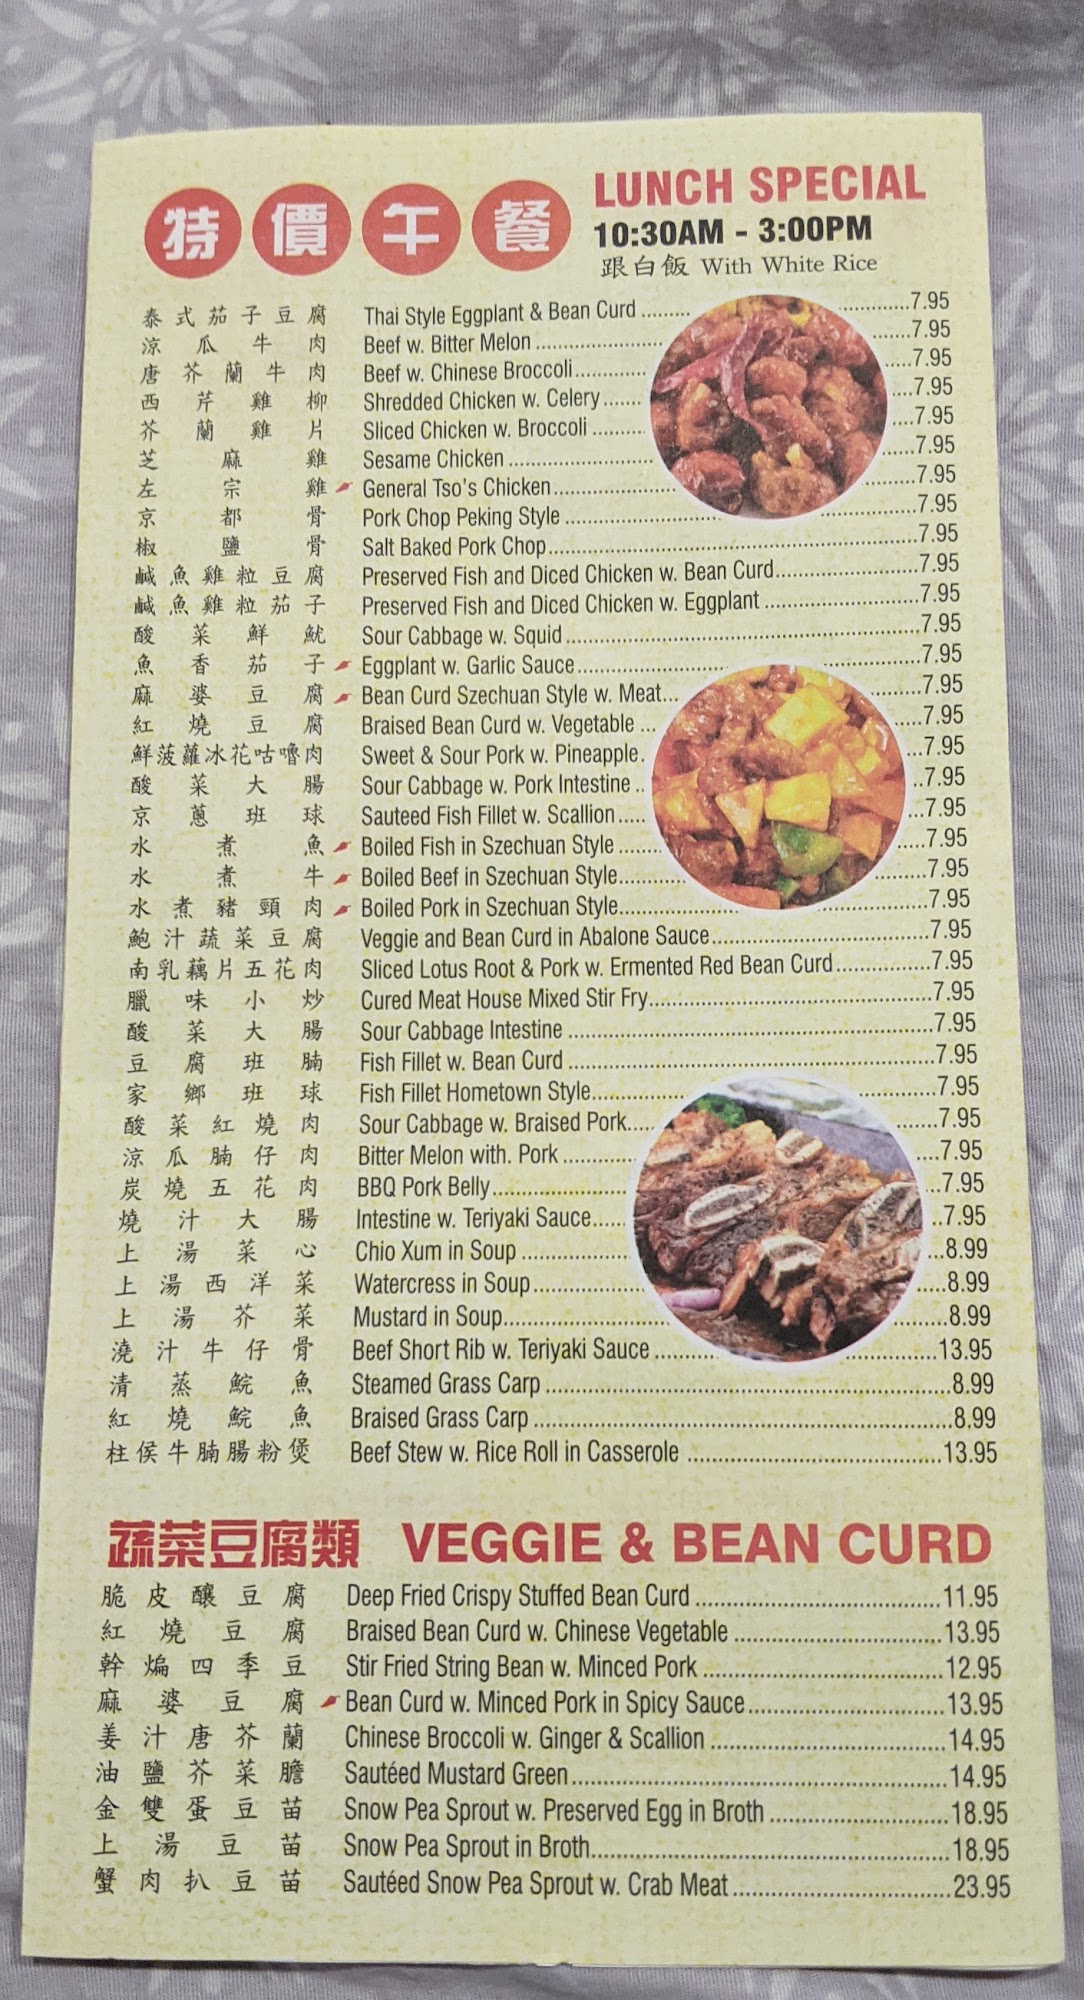 特價午餐 LUNCH SPECIAL
10:30AM - 3:00PM
跟白飯 With White Rice
泰式茄子豆腐 Thai Style Eggplant & Bean Curd 7.95
涼瓜牛肉 Beef w. Bitter Melon 7.95
唐芥蘭牛肉 Beef w. Chinese Broccoli 7.95
西芹雞柳 Shredded Chicken w. Celery 7.95
芥蘭雞片 Sliced Chicken w. Broccoli 7.95
芝麻雞 Sesame Chicken 7.95
左宗雞 General Tso's Chicken 7.95
京都骨 Pork Chop Peking Style 7.95
椒鹽骨 Salt Baked Pork Chop 7.95
鹹魚雞粒豆腐 Preserved Fish and Diced Chicken w. Bean Curd 7.95
鹹魚雞粒茄子 Preserved Fish and Diced Chicken w. Eggplant 7.95
酸菜鮮魷 Sour Cabbage w. Squid 7.95
魚香茄子 Eggplant w. Garlic Sauce 7.95
麻婆豆腐 Bean Curd Szechuan Style w. Meat 7.95
紅燒豆腐 Braised Bean Curd w. Vegetable 7.95
鮮菠蘿冰花咕嚕肉 Sweet & Sour Pork w. Pineapple 7.95
酸菜大腸 Sour Cabbage w. Pork Intestine 7.95
京蔥班球 Sauteed Fish Fillet w. Scallion 7.95
水煮魚 Boiled Fish in Szechuan Style 7.95
水煮牛 Boiled Beef in Szechuan Style 7.95
水煮豬頸肉 Boiled Pork in Szechuan Style 7.95
鮑汁蔬菜豆腐 Veggie and Bean Curd in Abalone Sauce 7.95
南乳藕片五花肉 Sliced Lotus Root & Pork w. Ermented Red Bean Curd 7.95
臘味小炒 Cured Meat House Mixed Stir Fry 7.95
酸菜大腸 Sour Cabbage Intestine 7.95
豆腐班腩 Fish Fillet w. Bean Curd 7.95
家鄉班球 Fish Fillet Hometown Style 7.95
酸菜紅燒肉 Sour Cabbage w. Braised Pork 7.95
涼瓜腩仔肉 Bitter Melon with. Pork 7.95
炭燒五花肉 BBQ Pork Belly 7.95
燒汁大腸 Intestine w. Teriyaki Sauce 7.95
上湯菜心 Chio Xum in Soup 8.99
上湯西洋菜 Watercress in Soup 8.99
上湯芥菜 Mustard in Soup 8.99
澆汁牛仔骨 Beef Short Rib w. Teriyaki Sauce 13.95
清蒸鯇魚 Steamed Grass Carp 8.99
紅燒鯇魚 Braised Grass Carp 8.99
柱侯牛腩腸粉煲 Beef Stew w. Rice Roll in Casserole 13.95
蔬菜豆腐類 VEGGIE & BEAN CURD
脆皮釀豆腐 Deep Fried Crispy Stuffed Bean Curd 11.95
紅燒豆腐 Braised Bean Curd w. Chinese Vegetable 13.95
幹煸四季豆 Stir Fried String Bean w. Minced Pork 12.95
麻婆豆腐 Bean Curd w. Minced Pork in Spicy Sauce 13.95
姜汁唐芥蘭 Chinese Broccoli w. Ginger & Scallion 14.95
油鹽芥菜膽 Sautéed Mustard Green 14.95
金雙蛋豆苗 Snow Pea Sprout w. Preserved Egg in Broth 18.95
上湯豆苗 Snow Pea Sprout in Broth 18.95
蟹肉扒豆苗 Sautéed Snow Pea Sprout w. Crab Meat 23.95